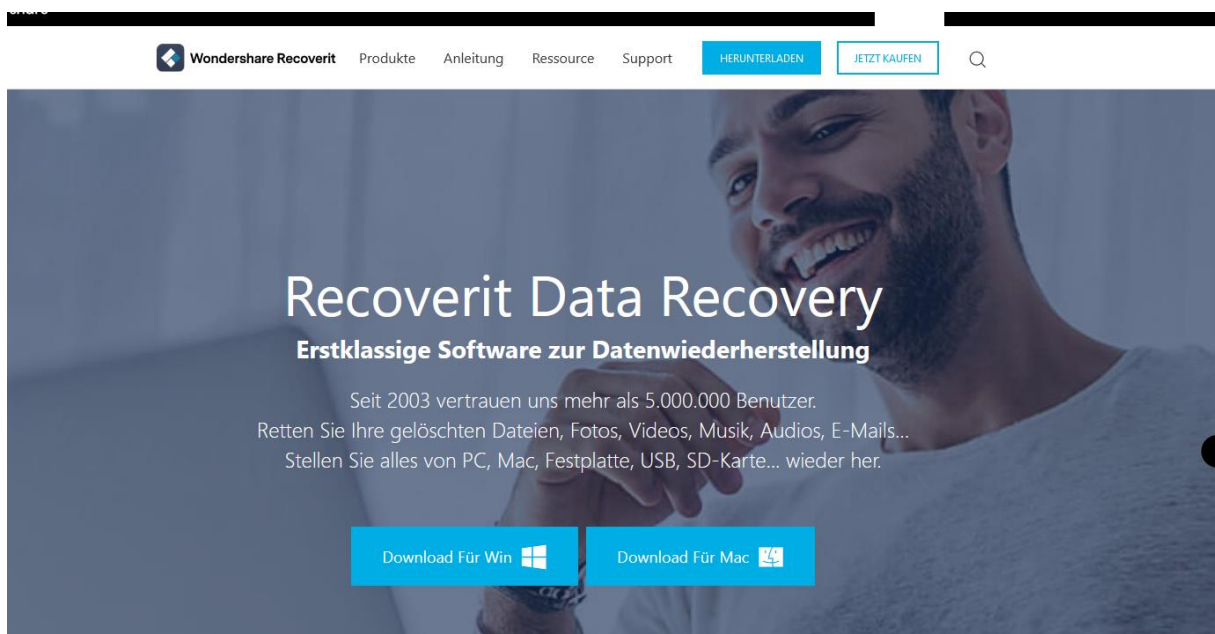 Wondershare Recoverit
Produkte
Anleitung
Ressource
Support
HERUNTERLADEN
JETZT KAUFEN
Recoverit Data Recovery
Erstklassige Software zur Datenwiederherstellung
Seit 2003 vertrauen uns mehr als 5.000.000 Benutzer.
Retten Sie Ihre gelöschten Dateien, Fotos, Videos, Musik, Audios, E-Mails...
Stellen Sie alles von PC, Mac, Festplatte, USB, SD-Karte... wieder her.
Download Für Win
Download Für Mac